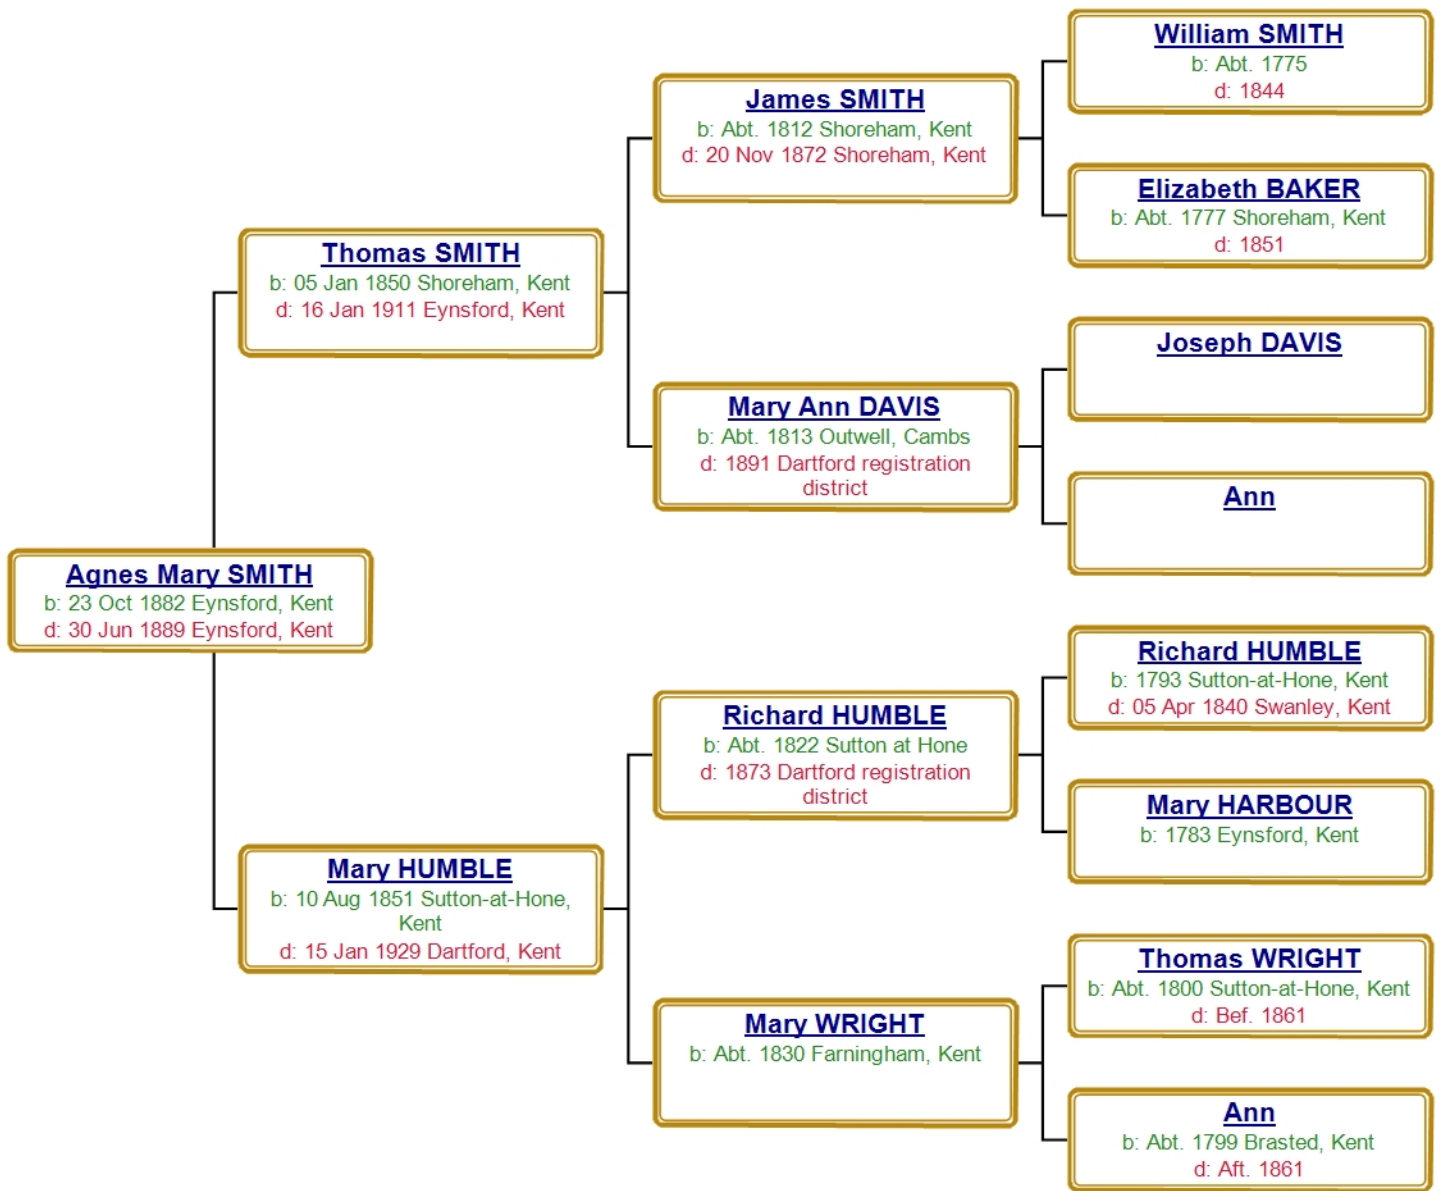 William SMITH
b: Abt. 1775
d: 1844
James SMITH
b: Abt. 1812 Shoreham, Kent
d: 20 Nov 1872 Shoreham, Kent
Elizabeth BAKER
b: Abt. 1777 Shoreham, Kent
d: 1851
Thomas SMITH
b: 05 Jan 1850 Shoreham, Kent
d: 16 Jan 1911 Eynsford, Kent
Joseph DAVIS
Mary Ann DAVIS
b: Abt. 1813 Outwell, Cambs
d: 1891 Dartford registration
district
Ann
Agnes Mary SMITH
b: 23 Oct 1882 Eynsford, Kent
d: 30 Jun 1889 Eynsford, Kent
Richard HUMBLE
b: 1793 Sutton-at-Hone, Kent
d: 05 Apr 1840 Swanley, Kent
Richard HUMBLE
b: Abt. 1822 Sutton at Hone
d: 1873 Dartford registration
district
Mary HARBOUR
b: 1783 Eynsford, Kent
Mary HUMBLE
b: 10 Aug 1851 Sutton-at-Hone,
Kent
d: 15 Jan 1929 Dartford, Kent
Thomas WRIGHT
b: Abt. 1800 Sutton-at-Hone, Kent
d: Bef. 1861
Mary WRIGHT
b: Abt. 1830 Farningham, Kent
Ann
b: Abt. 1799 Brasted, Kent
d: Aft. 1861